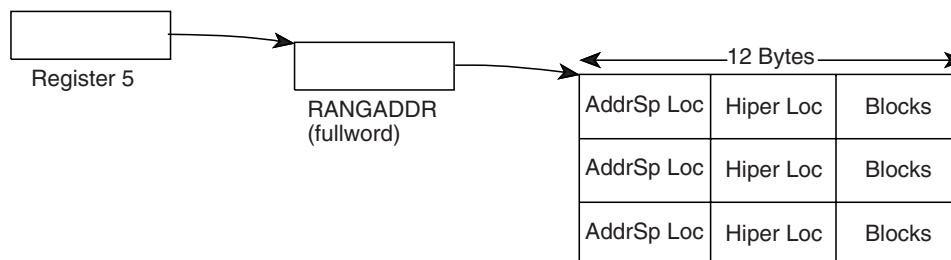 12 Bytes
Register 5
RANGADDR
(fullword)
AddrSp Loc Hiper Loc Blocks
AddrSp Loc Hiper Loc Blocks
AddrSp Loc Hiper Loc Blocks